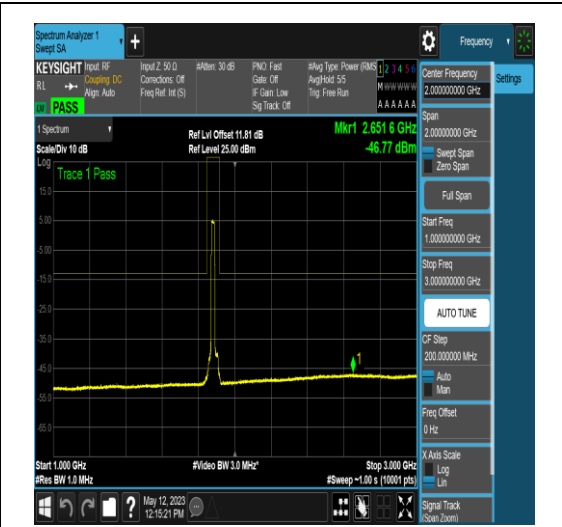 Spectrum Analyzer 1
Swept SA
Frequency
KEYSIGHT
RL
PASS
Input: RF
Coupling: DC
Align: Auto
Input Z: 50 Ω
Corrections: Off
Freq Ref: Int (S)
#Atten: 30 dB
PNO: Fast
Gate: Off
IF Gain: Low
Sig Track: Off
#Avg Type: Power (RMS
Avg|Hold: 5/5
Trig: Free Run
1 2 3 4 5 6
M W W W W W
A A A A A A
Center Frequency
2.000000000 GHz
Settings
Span
2.00000000 GHz
Swept Span
Zero Span
Full Span
Start Freq
1.000000000 GHz
Stop Freq
3.000000000 GHz
AUTO TUNE
CF Step
200.000000 MHz
Auto
Man
Freq Offset
0 Hz
X Axis Scale
Log
Lin
Signal Track
(Span Zoom)
1 Spectrum
Scale/Div 10 dB
Ref Lvl Offset 11.81 dB
Ref Level 25.00 dBm
Mkr1 2.651 6 GHz
-46.77 dBm
Log
Trace 1 Pass
15.0
5.00
-5.00
-15.0
-25.0
-35.0
-45.0
-55.0
-65.0
1
Start 1.000 GHz
#Res BW 1.0 MHz
#Video BW 3.0 MHz*
Stop 3.000 GHz
#Sweep ~1.00 s (10001 pts)
May 12, 2023
12:15:21 PM